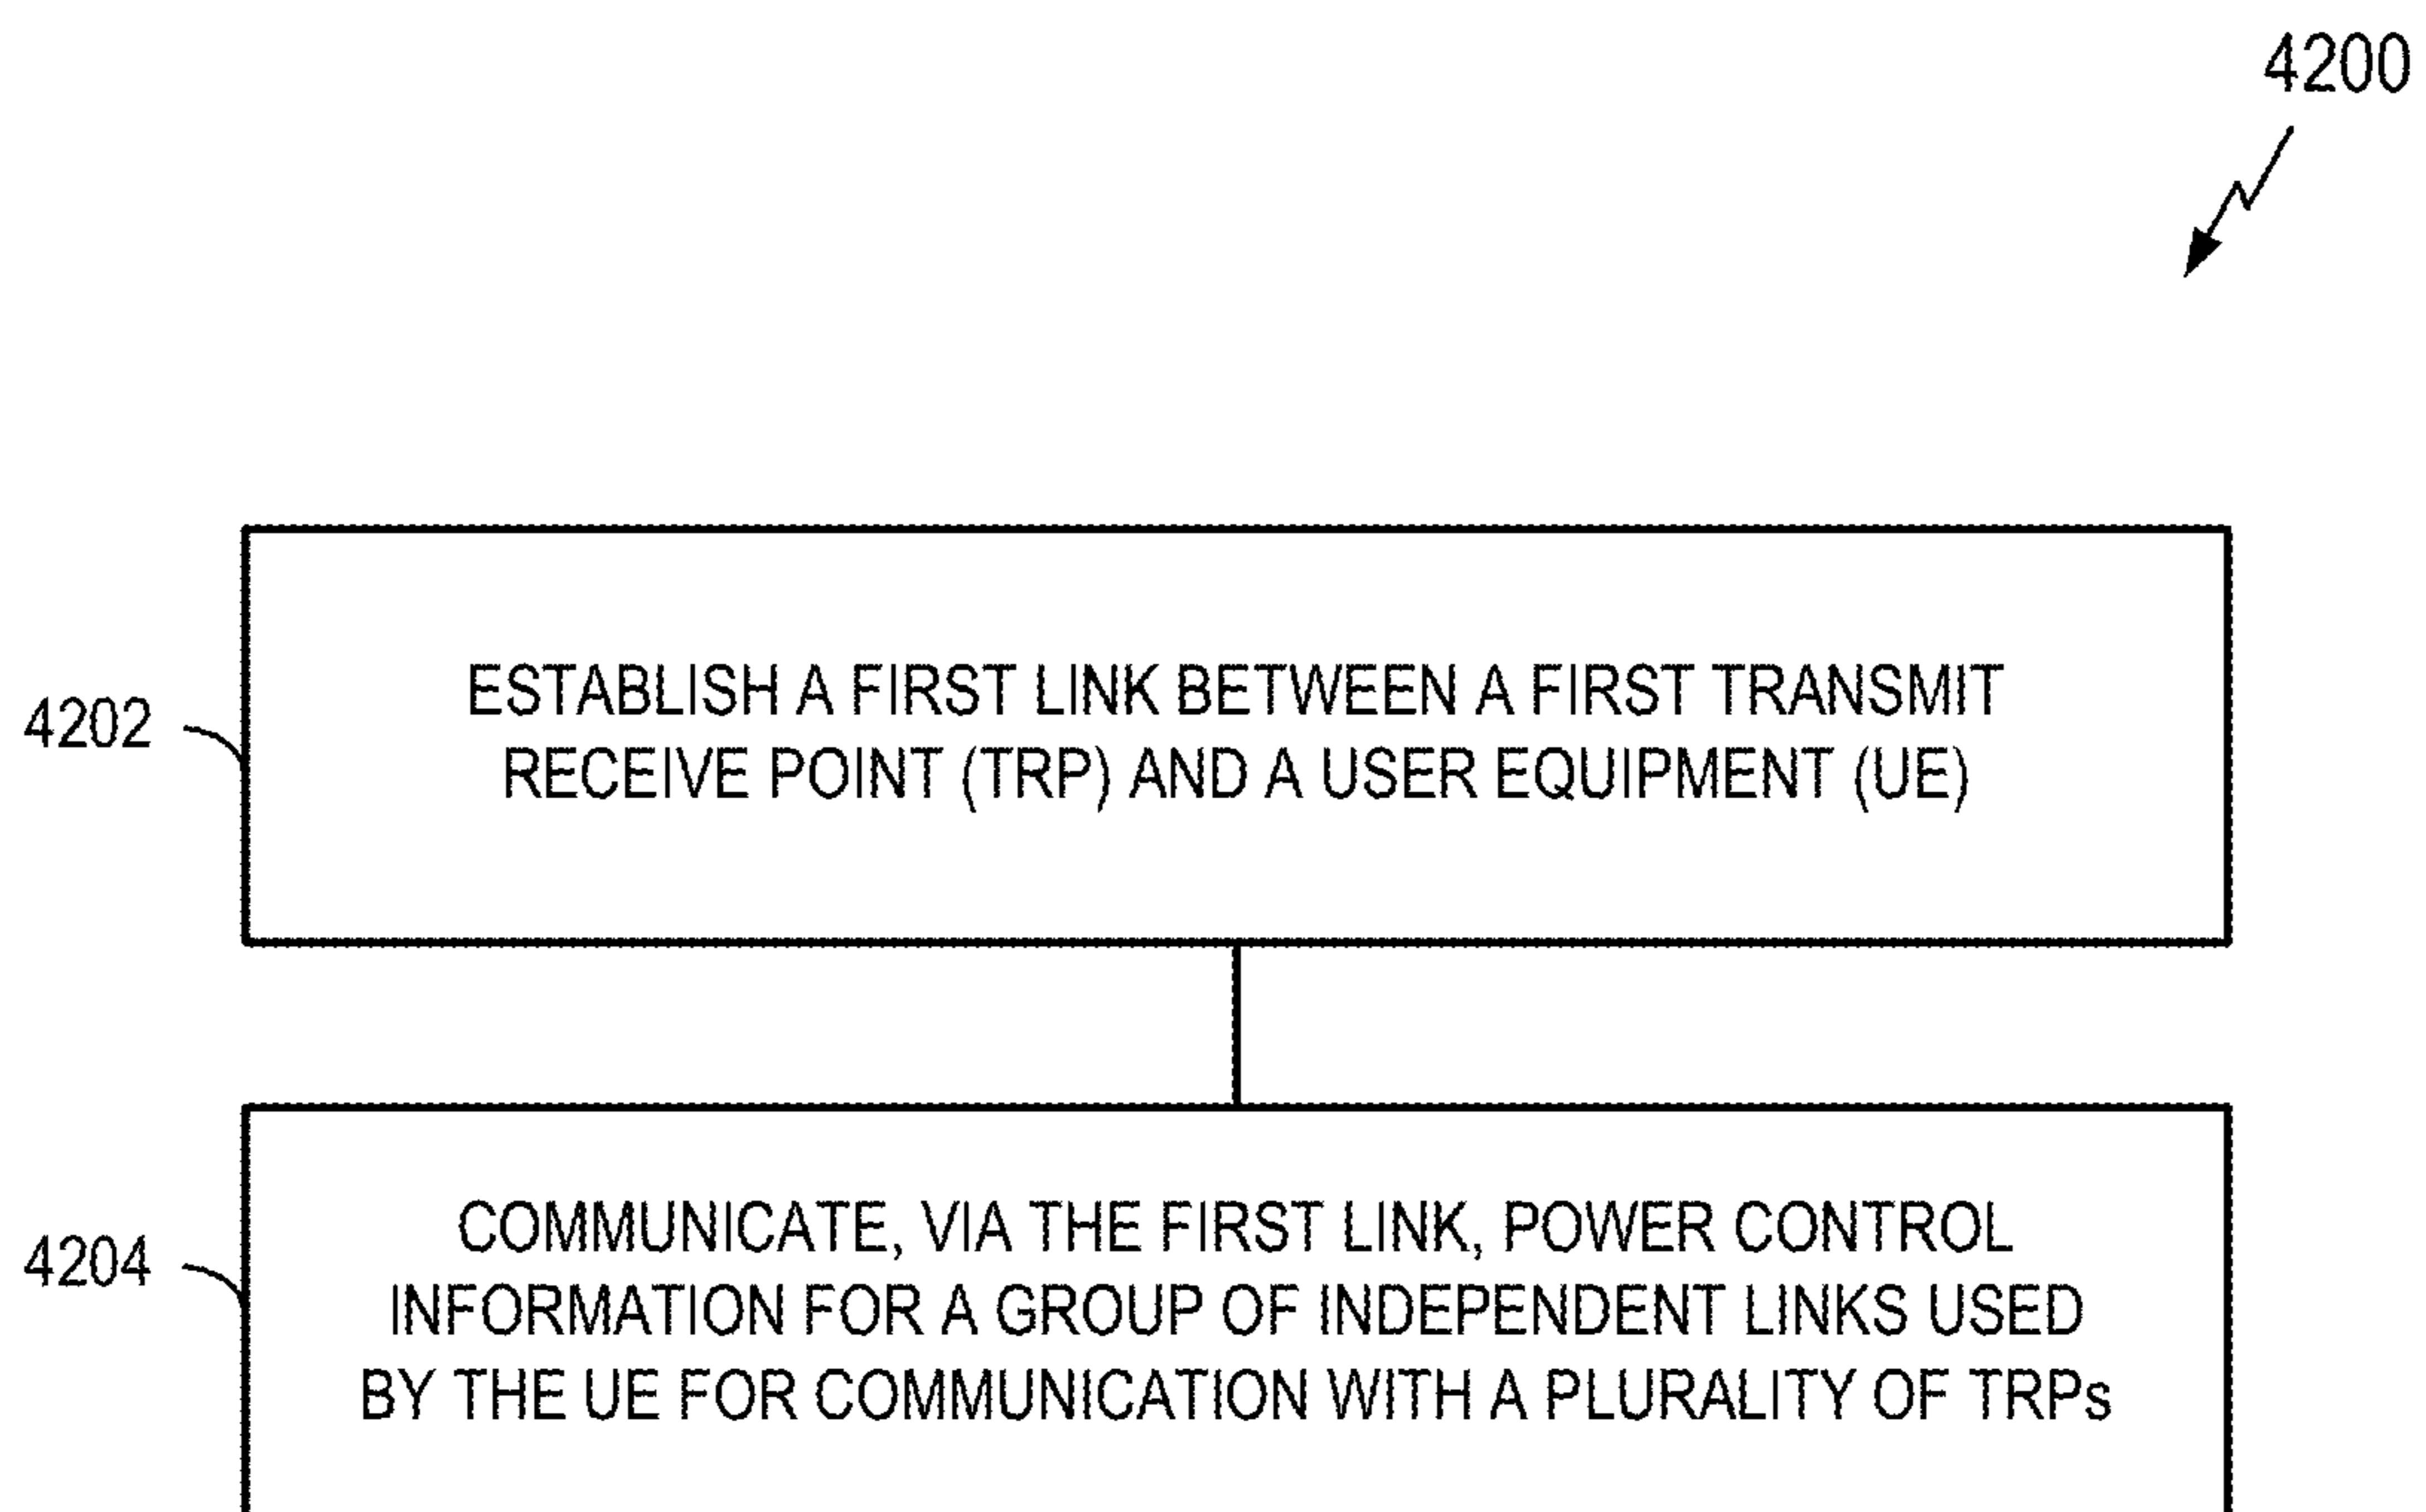 4200
4202
ESTABLISH A FIRST LINK BETWEEN A FIRST TRANSMIT
RECEIVE POINT (TRP) AND A USER EQUIPMENT (UE)
4204
COMMUNICATE, VIA THE FIRST LINK, POWER CONTROL
INFORMATION FOR A GROUP OF INDEPENDENT LINKS USED
BY THE UE FOR COMMUNICATION WITH A PLURALITY OF TRPs